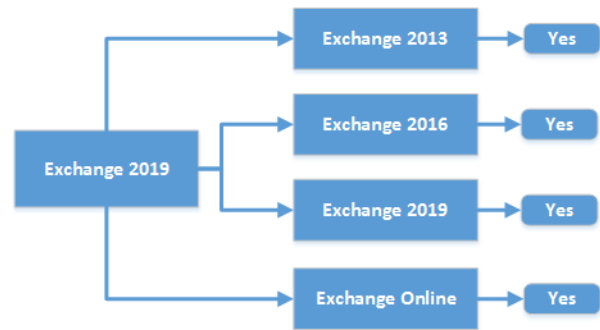 Exchange 2013
Yes
Exchange 2016
Yes
Exchange 2019
Exchange 2019
Yes
Exchange Online
Yes